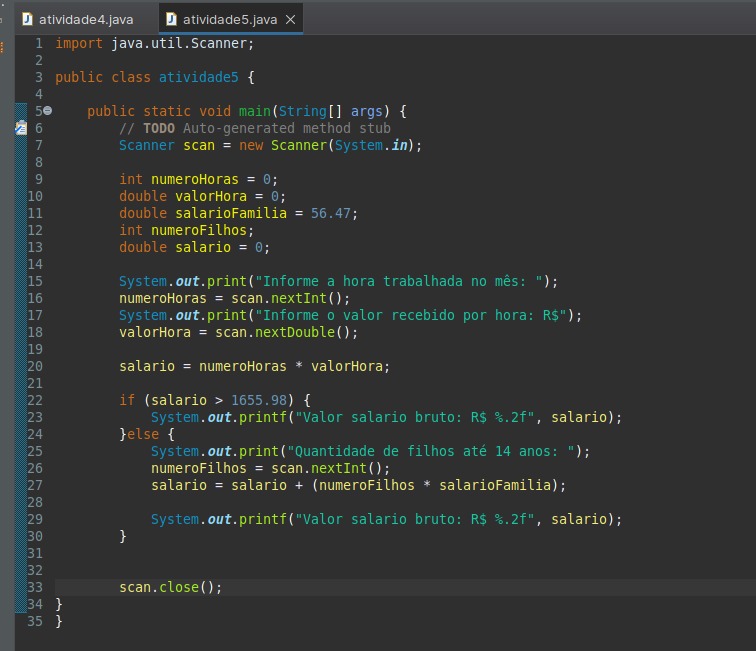 atividade4.java
atividade5.java
1 import java.util.Scanner;
2
3 public class atividade5 {
4
5 public static void main(String[] args) {
6 // TODO Auto-generated method stub
7 Scanner scan = new Scanner(System.in);
8
9 int numeroHoras = 0;
10 double valorHora = 0;
11 double salarioFamilia = 56.47;
12 int numeroFilhos;
13 double salario = 0;
14
15 System.out.print("Informe a hora trabalhada no mês: ");
16 numeroHoras = scan.nextInt();
17 System.out.print("Informe o valor recebido por hora: R$");
18 valorHora = scan.nextDouble();
19
20 salario = numeroHoras * valorHora;
21
22 if (salario > 1655.98) {
23 System.out.printf("Valor salario bruto: R$ %.2f", salario);
24 }else {
25 System.out.print("Quantidade de filhos até 14 anos: ");
26 numeroFilhos = scan.nextInt();
27 salario = salario + (numeroFilhos * salarioFamilia);
28
29 System.out.printf("Valor salario bruto: R$ %.2f", salario);
30 }
31
32
33 scan.close();
34 }
35 }